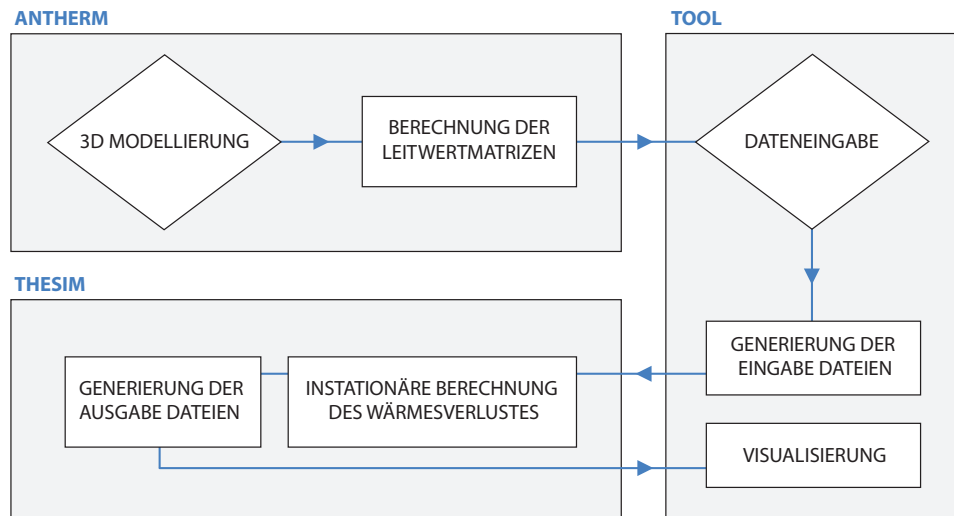 ANTHERM
3D MODELLIERUNG
BERECHNUNG DER
LEITWERTMATRIZEN
TOOL
DATENEINGABE
GENERIERUNG DER
EINGABE DATEIEN
THESIM
INSTATIONÄRE BERECHNUNG
DES WÄRMESVERLUSTES
GENERIERUNG DER
AUSGABE DATEIEN
VISUALISIERUNG